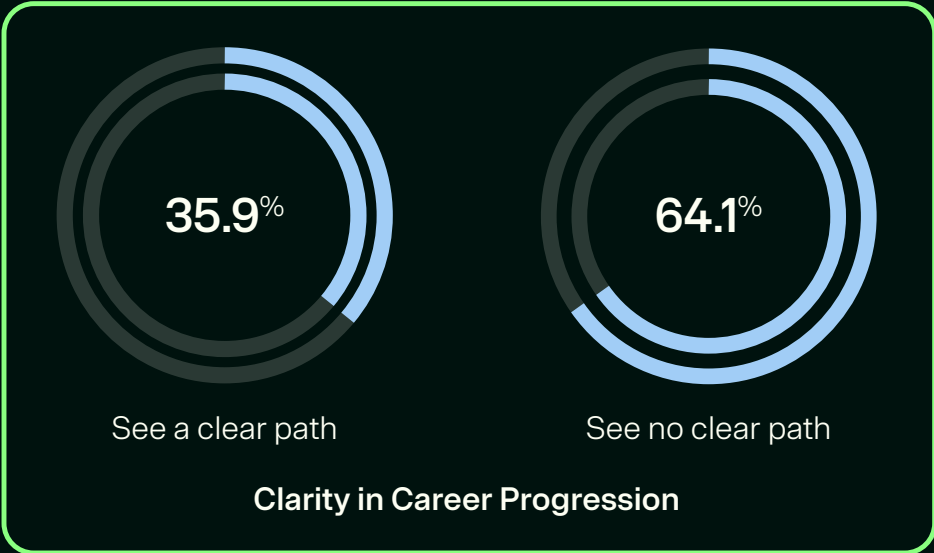 35.9%
64.1%
See a clear path
See no clear path
Clarity in Career Progression